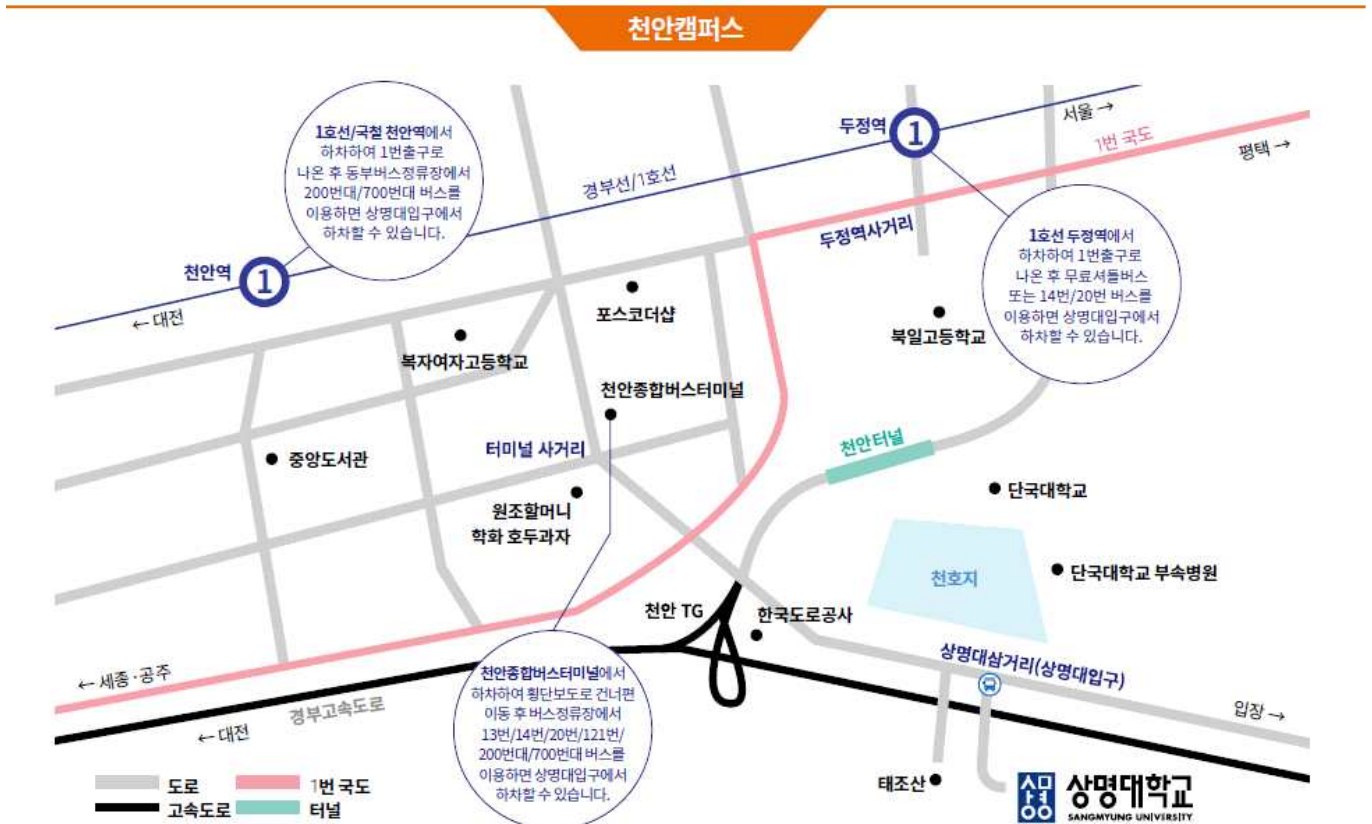 천안캠퍼스
1호선/국철 천안역에서
하차하여 1번출구로
나온 후 동부버스정류장에서
200번대/700번대 버스를
이용하면 상명대입구에서
하차할 수 있습니다.
두정역
1
서울 →
1번 국도
평택 →
경부선/1호선
두정역사거리
1호선 두정역에서
하차하여 1번출구로
나온 후 무료셔틀버스
또는 14번/20번 버스를
이용하면 상명대입구에서
하차할 수 있습니다.
천안역
1
← 대전
포스코더샵
북일고등학교
복자여자고등학교
천안종합버스터미널
터미널 사거리
천안터널
중앙도서관
원조할머니
학화 호두과자
단국대학교
천호지
단국대학교 부속병원
천안 TG
한국도로공사
상명대삼거리(상명대입구)
← 세종·공주
경부고속도로
← 대전
천안종합버스터미널에서
하차하여 횡단보도로 건너편
이동 후 버스정류장에서
13번/14번/20번/121번/
200번대/700번대 버스를
이용하면 상명대입구에서
하차할 수 있습니다.
입장 →
태조산
도로
1번 국도
고속도로
터널
상명
상명대학교
SANGMYUNG UNIVERSITY